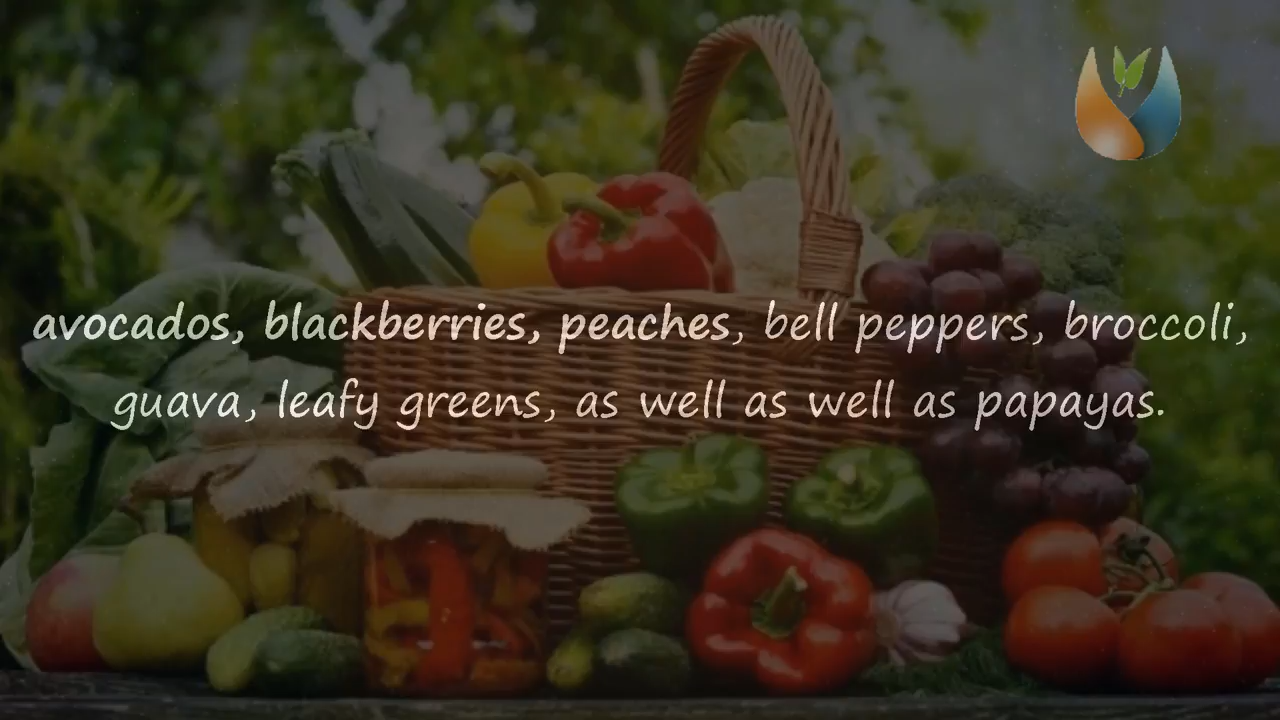 avocados, blackberries, peaches, bell peppers, broccoli,
guava, leafy greens, as well as well as papayas.